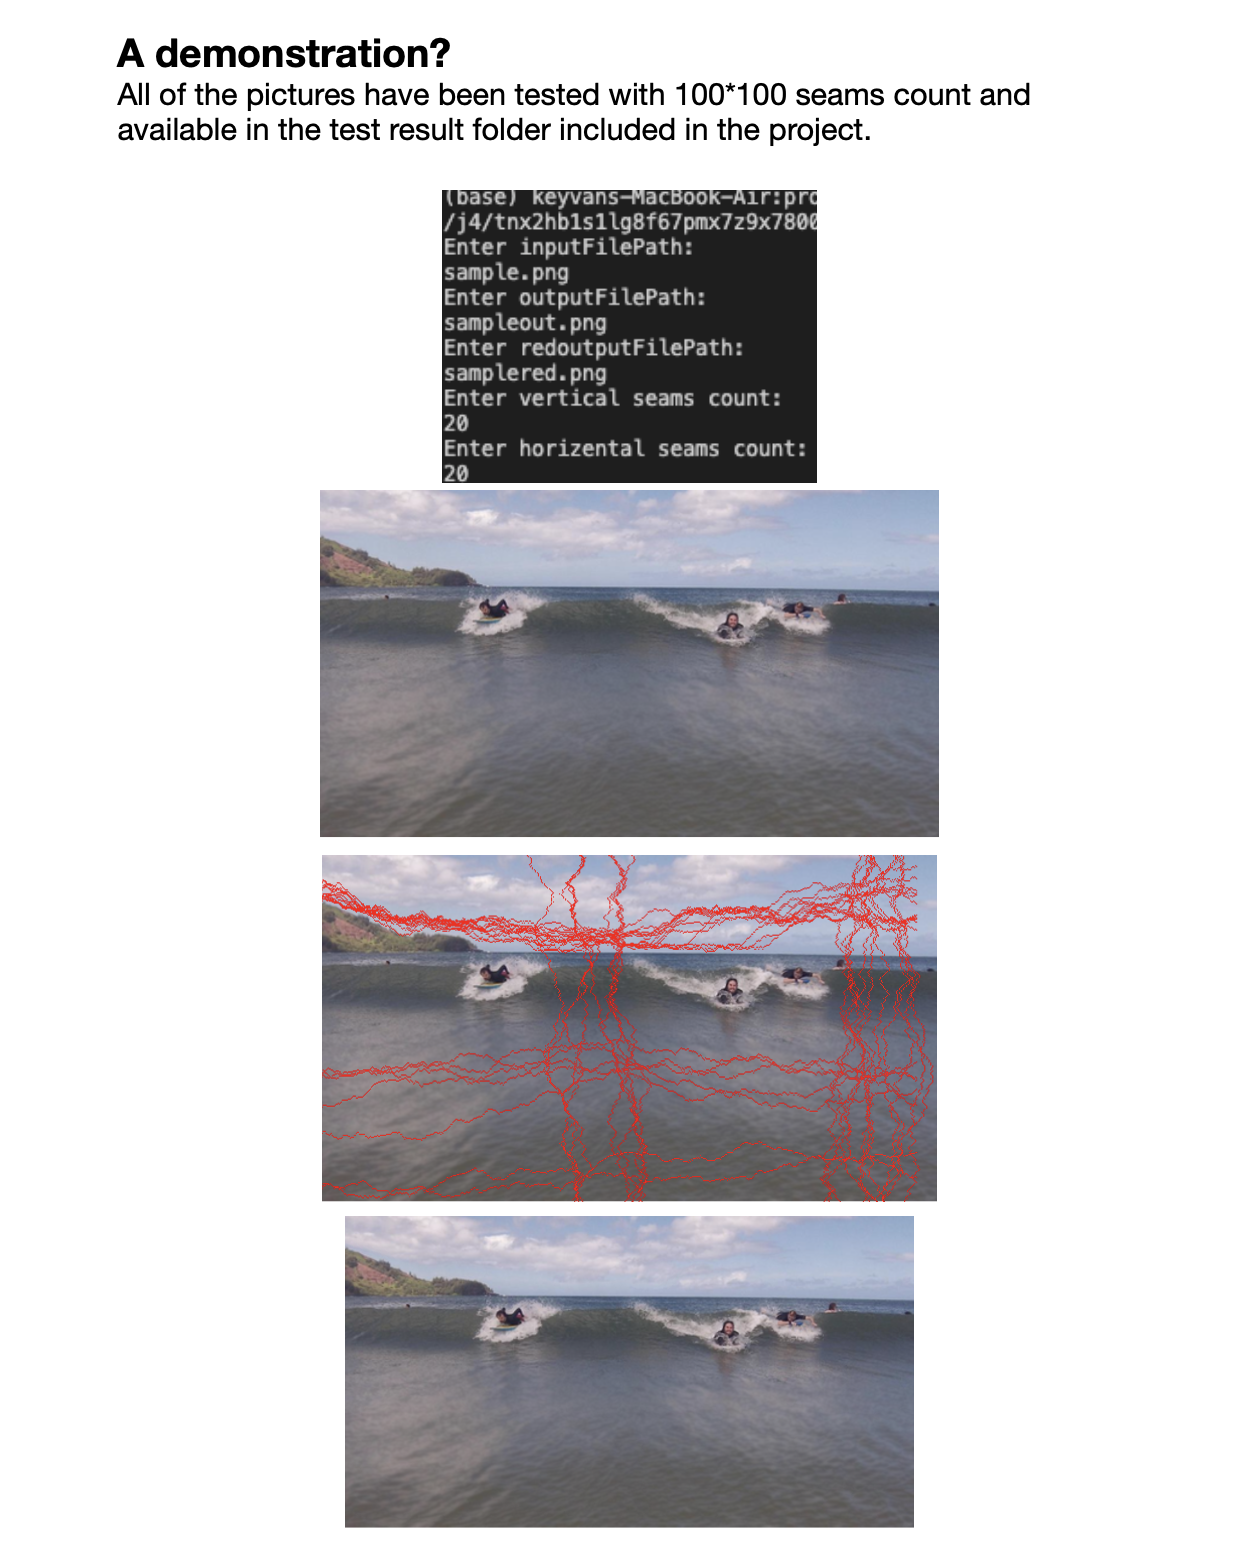 A demonstration?
All of the pictures have been tested with 100*100 seams count and
available in the test result folder included in the project.
(base) keyvans-MacBook-Air:pro
/j4/tnx2hb1s1lg8f67pmx7z9x7800
Enter inputFilePath:
sample.png
Enter outputFilePath:
sampleout.png
Enter redoutputFilePath:
samplered.png
Enter vertical seams count:
20
Enter horizental seams count:
20